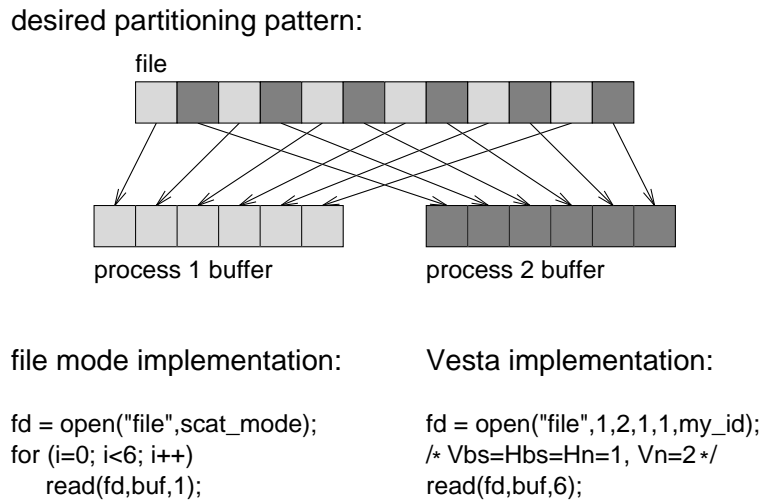 desired partitioning pattern:
file
process 1 buffer
process 2 buffer
file mode implementation:
fd = open("file",scat_mode);
for (i=0; i<6; i++)
read(fd,buf,1);
Vesta implementation:
fd = open("file",1,2,1,1,my_id);
/* Vbs=Hbs=Hn=1, Vn=2 */
read(fd,buf,6);